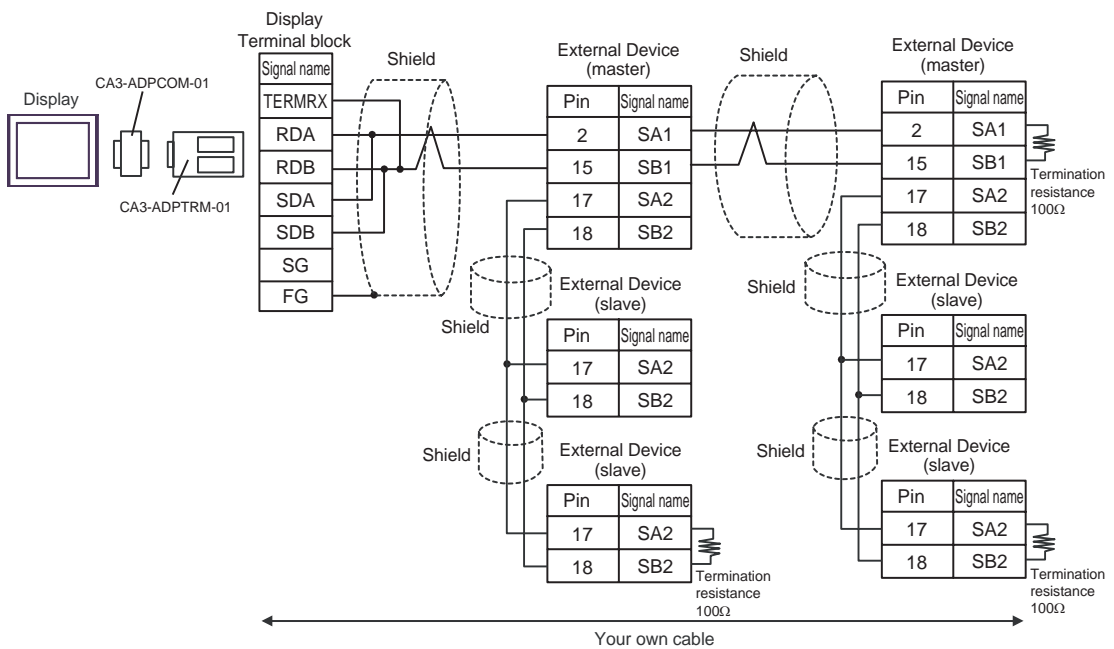 Display
CA3-ADPCOM-01
CA3-ADPTRM-01
Display
Terminal block
Signal name
TERMRX
RDA
RDB
SDA
SDB
SG
FG
Shield
External Device
(master)
Pin Signal name
2 SA1
15 SB1
17 SA2
18 SB2
Shield
External Device
(master)
Pin Signal name
2 SA1
15 SB1
17 SA2
18 SB2
Termination
resistance
100Ω
Shield
External Device
(slave)
Pin Signal name
17 SA2
18 SB2
Shield
External Device
(slave)
Pin Signal name
17 SA2
18 SB2
Shield
External Device
(slave)
Pin Signal name
17 SA2
18 SB2
Termination
resistance
100Ω
Shield
External Device
(slave)
Pin Signal name
17 SA2
18 SB2
Termination
resistance
100Ω
Your own cable